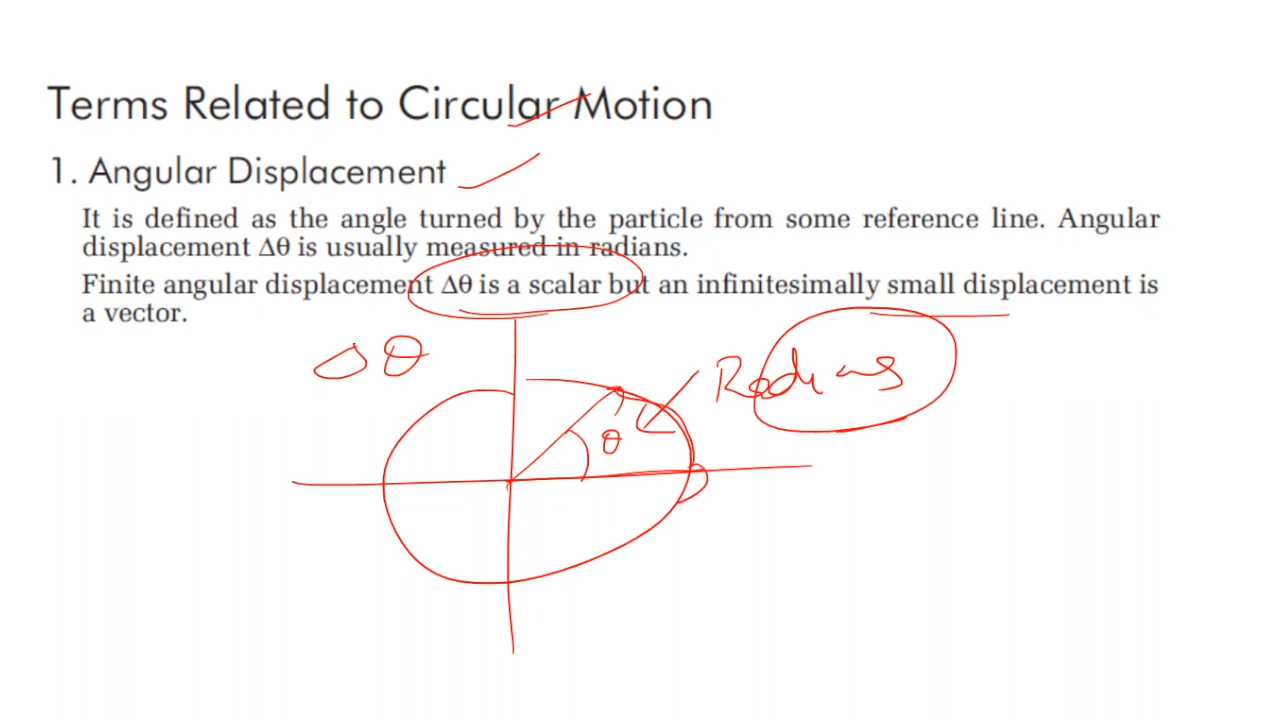 Terms Related to Circular Motion
1. Angular Displacement
It is defined as the angle turned by the particle from some reference line. Angular
displacement Δθ is usually measured in radians.
Finite angular displacement Δθ is a scalar but an infinitesimally small displacement is
a vector.
Δθ
Radians
θ